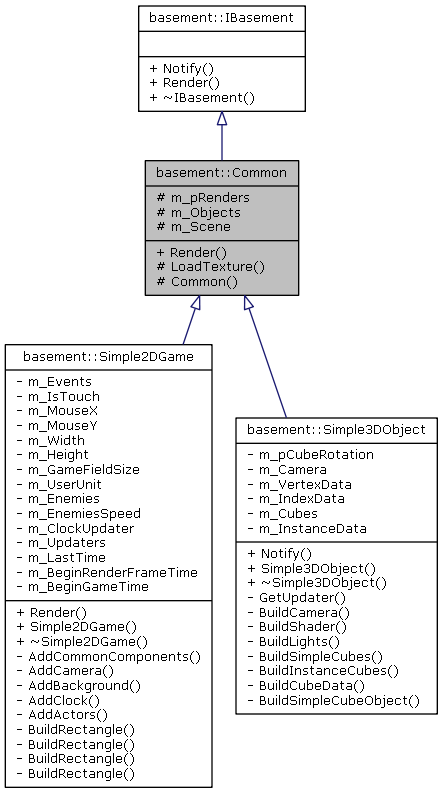 basement::IBasement
+ Notify()
+ Render()
+ ~IBasement()
basement::Common
# m_pRenders
# m_Objects
# m_Scene
+ Render()
# LoadTexture()
# Common()
basement::Simple2DGame
- m_Events
- m_IsTouch
- m_MouseX
- m_MouseY
- m_Width
- m_Height
- m_GameFieldSize
- m_UserUnit
- m_Enemies
- m_EnemiesSpeed
- m_ClockUpdater
- m_Updaters
- m_LastTime
- m_BeginRenderFrameTime
- m_BeginGameTime
+ Render()
+ Simple2DGame()
+ ~Simple2DGame()
- AddCommonComponents()
- AddCamera()
- AddBackground()
- AddClock()
- AddActors()
- BuildRectangle()
- BuildRectangle()
- BuildRectangle()
- BuildRectangle()
basement::Simple3DObject
- m_pCubeRotation
- m_Camera
- m_VertexData
- m_IndexData
- m_Cubes
- m_InstanceData
+ Notify()
+ Simple3DObject()
+ ~Simple3DObject()
- GetUpdater()
- BuildCamera()
- BuildShader()
- BuildLights()
- BuildSimpleCubes()
- BuildInstanceCubes()
- BuildCubeData()
- BuildSimpleCubeObject()